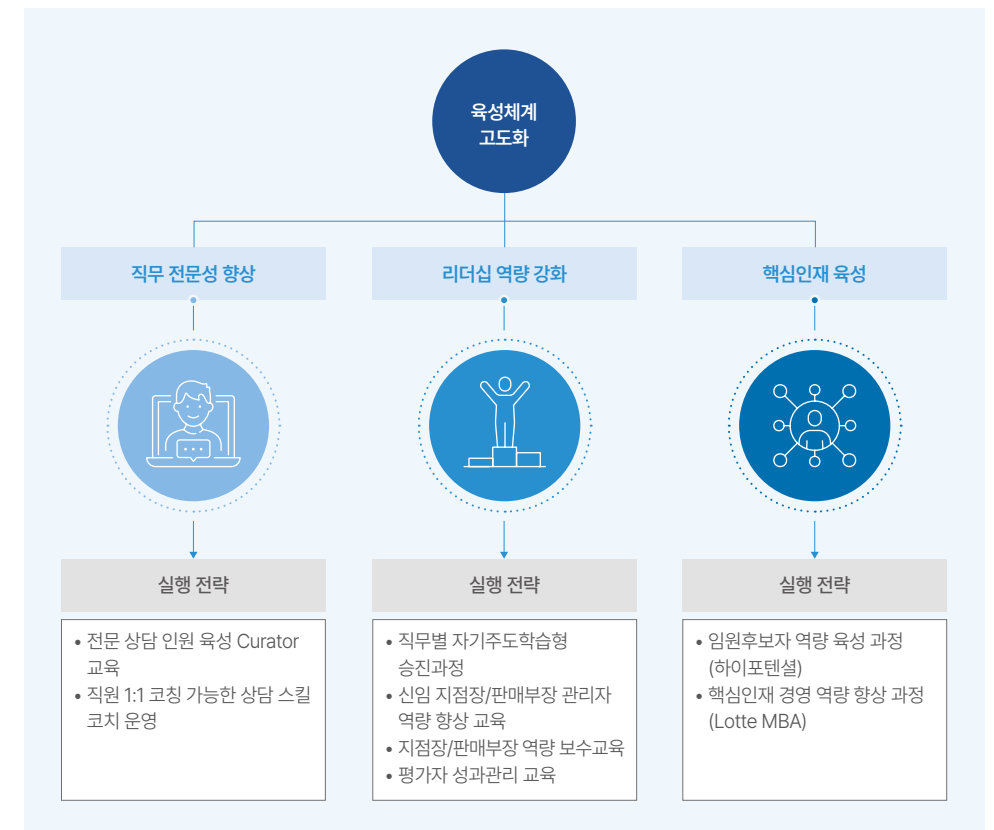 육성체계
고도화
직무 전문성 향상
리더십 역량 강화
핵심인재 육성
실행 전략
• 전문 상담 인원 육성 Curator
교육
• 직원 1:1 코칭 가능한 상담 스킬
코치 운영
실행 전략
• 직무별 자기주도학습형
승진과정
• 신임 지점장/판매부장 관리자
역량 향상 교육
• 지점장/판매부장 역량 보수교육
• 평가자 성과관리 교육
실행 전략
• 임원후보자 역량 육성 과정
(하이포텐셜)
• 핵심인재 경영 역량 향상 과정
(Lotte MBA)